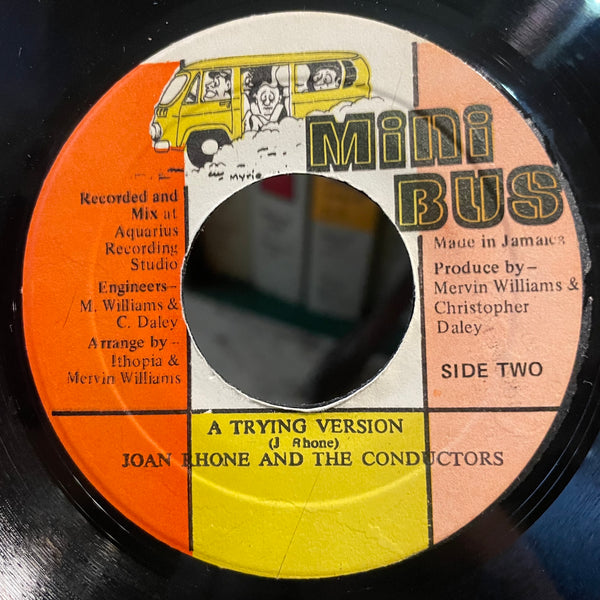 MiNi
BUS
Myrie
Recorded and
Mix at
Aquarius
Recording
Studio
Engineers–
M. Williams &
C. Daley
Arrange by –
Ithopia &
Mervin Williams
Made in Jamaica
Produce by–
Mervin Williams &
Christopher
Daley
SIDE TWO
A TRYING VERSION
(J Rhone)
JOAN RHONE AND THE CONDUCTORS